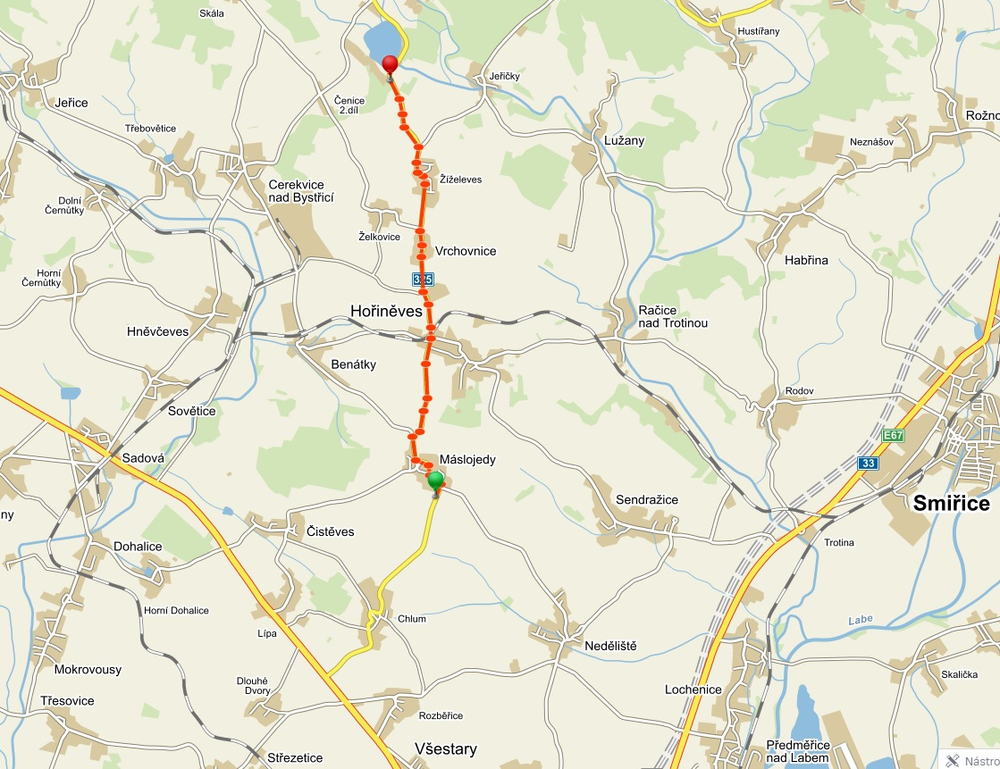 Skála
Hustířany
Jeřičky
Jeřice
Čenice
2.díl
Rožno
Třebovětice
Lužany
Neznášov
Žíželeves
Cerekvice
nad Bystřicí
Dolní
Černůtky
Želkovice
Vrchovnice
Habřina
Horní
Černůtky
325
Hořiněves
Račice
nad Trotinou
Hněvčeves
Benátky
Rodov
Sovětice
E67
Sadová
Máslojedy
33
Sendražice
Smiřice
ny
Čistěves
Dohalice
Trotina
Horní Dohalice
Chlum
Labe
Lípa
Neděliště
Mokrovousy
Skalička
Dlouhé
Dvory
Lochenice
Třesovice
Rozběřice
Všestary
Předměřice
nad Labem
Střezetice
Nástro